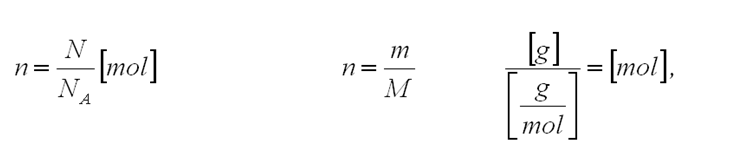 n = N/N_A [mol]    n = m/M    [g]/[g/mol] = [mol],